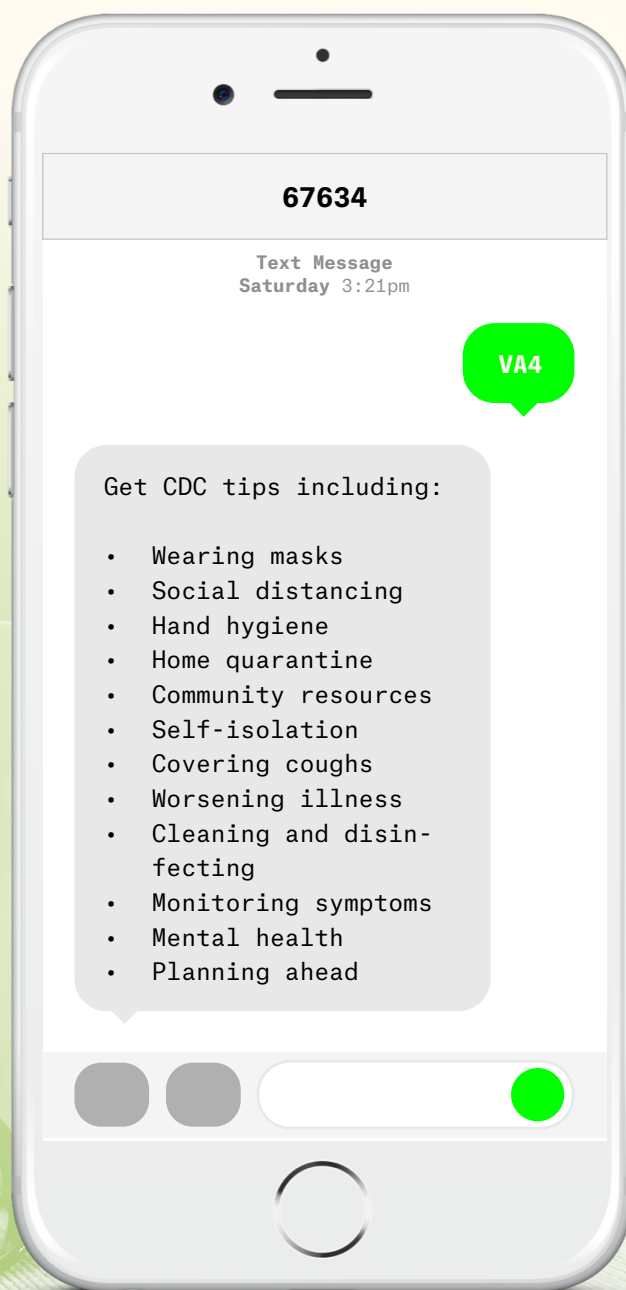 67634
Text Message
Saturday 3:21pm
VA4
Get CDC tips including:
• Wearing masks
• Social distancing
• Hand hygiene
• Home quarantine
• Community resources
• Self-isolation
• Covering coughs
• Worsening illness
• Cleaning and disin-
fecting
• Monitoring symptoms
• Mental health
• Planning ahead